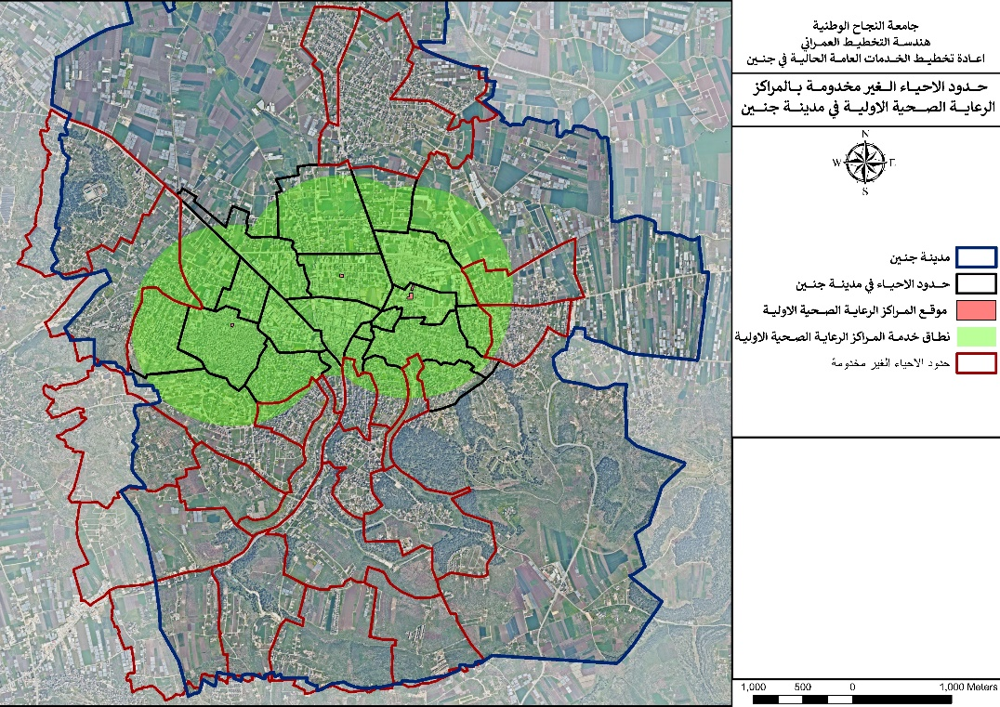 جامعة النجاح الوطنية
هندسة التخطيط العمراني
اعادة تخطيط الخدمات العامة الحالية في جنين
حدود الاحياء الغير مخدومة بالمراكز
الرعاية الصحية الاولية في مدينة جنين
N
W E
S
مدينة جنين
حدود الاحياء في مدينة جنين
موقع المراكز الرعاية الصحية الاولية
نطاق خدمة المراكز الرعاية الصحية الاولية
حدود الاحياء الغير مخدومة
1,000 500 0 1,000 Meters